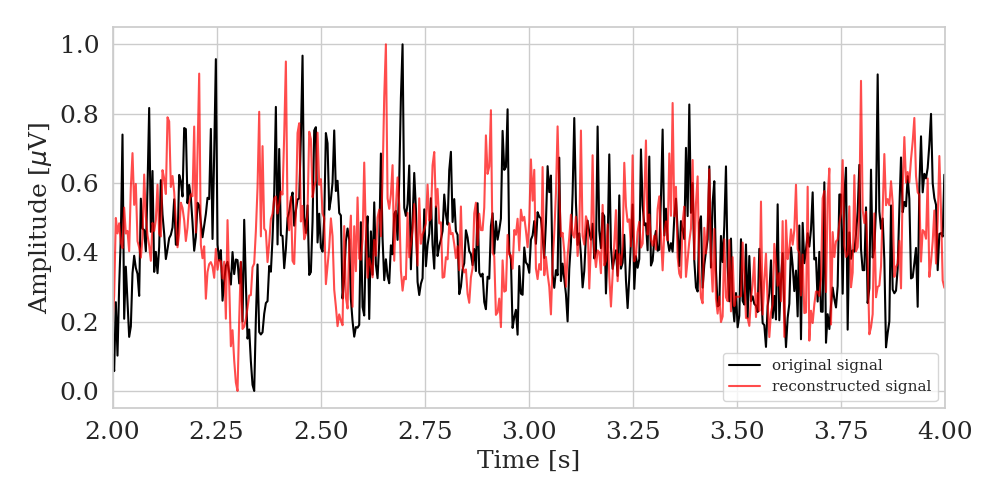 Amplitude [μV]
1.0
0.8
0.6
0.4
0.2
0.0
original signal
reconstructed signal
2.00 2.25 2.50 2.75 3.00 3.25 3.50 3.75 4.00
Time [s]